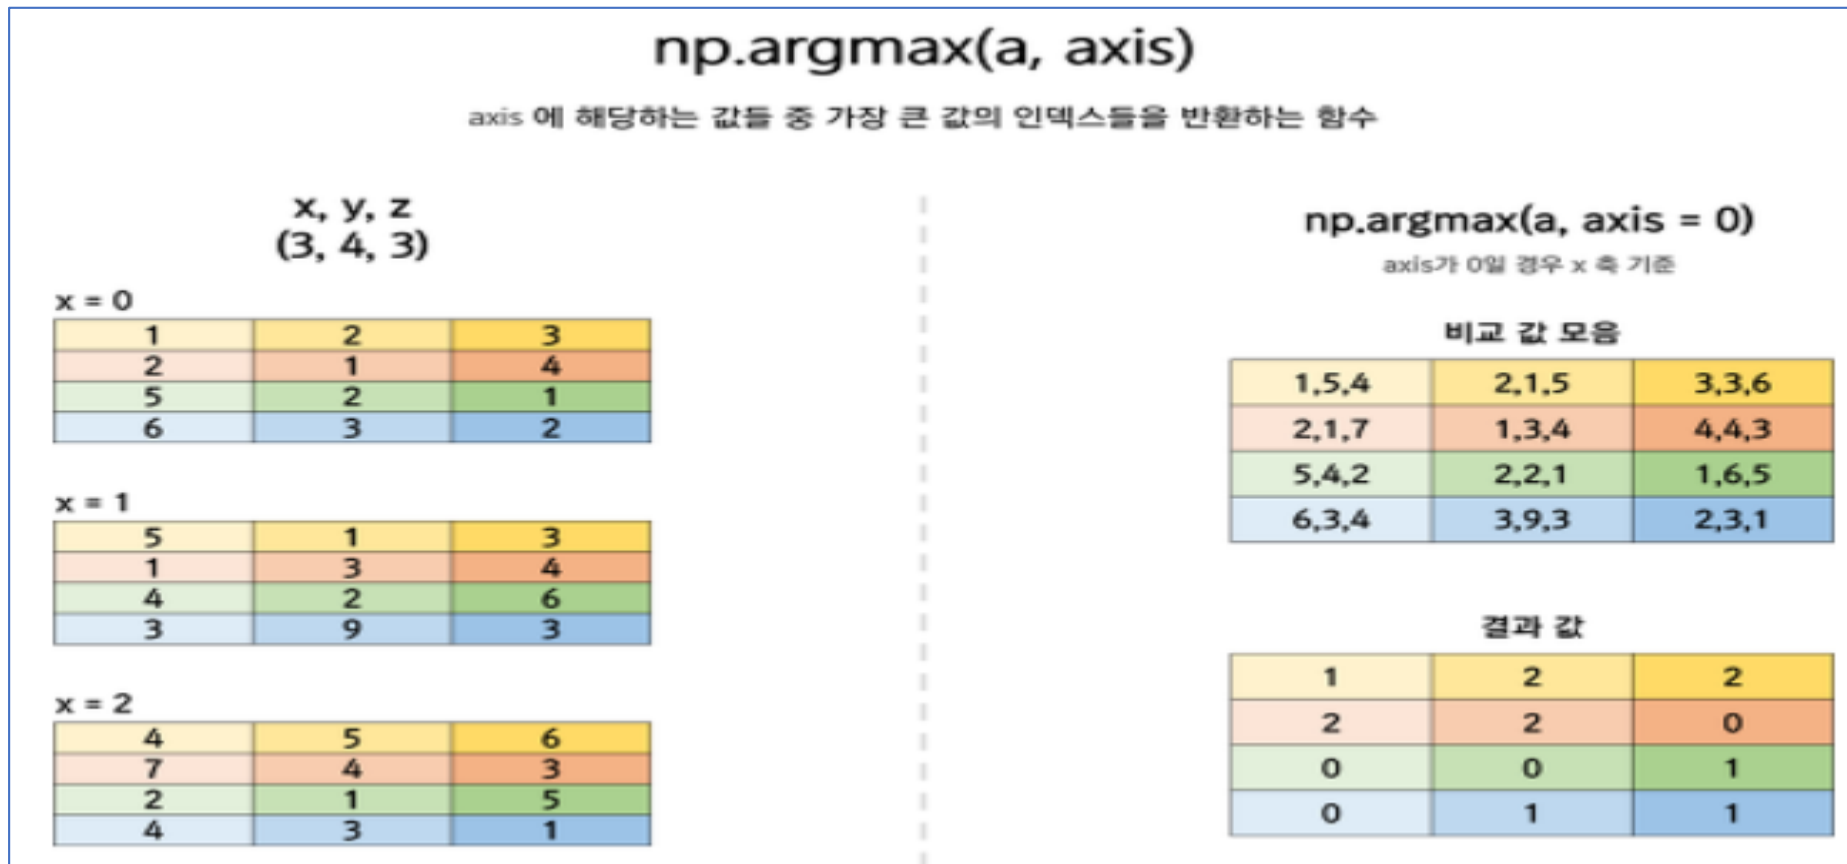 np.argmax(a, axis)
axis 에 해당하는 값들 중 가장 큰 값의 인덱스들을 반환하는 함수
x, y, z
(3, 4, 3)
x = 0
1 2 3
2 1 4
5 2 1
6 3 2
x = 1
5 1 3
1 3 4
4 2 6
3 9 3
x = 2
4 5 6
7 4 3
2 1 5
4 3 1
np.argmax(a, axis = 0)
axis가 0일 경우 x 축 기준
비교 값 모음
1,5,4 2,1,5 3,3,6
2,1,7 1,3,4 4,4,3
5,4,2 2,2,1 1,6,5
6,3,4 3,9,3 2,3,1
결과 값
1 2 2
2 2 0
0 0 1
0 1 1